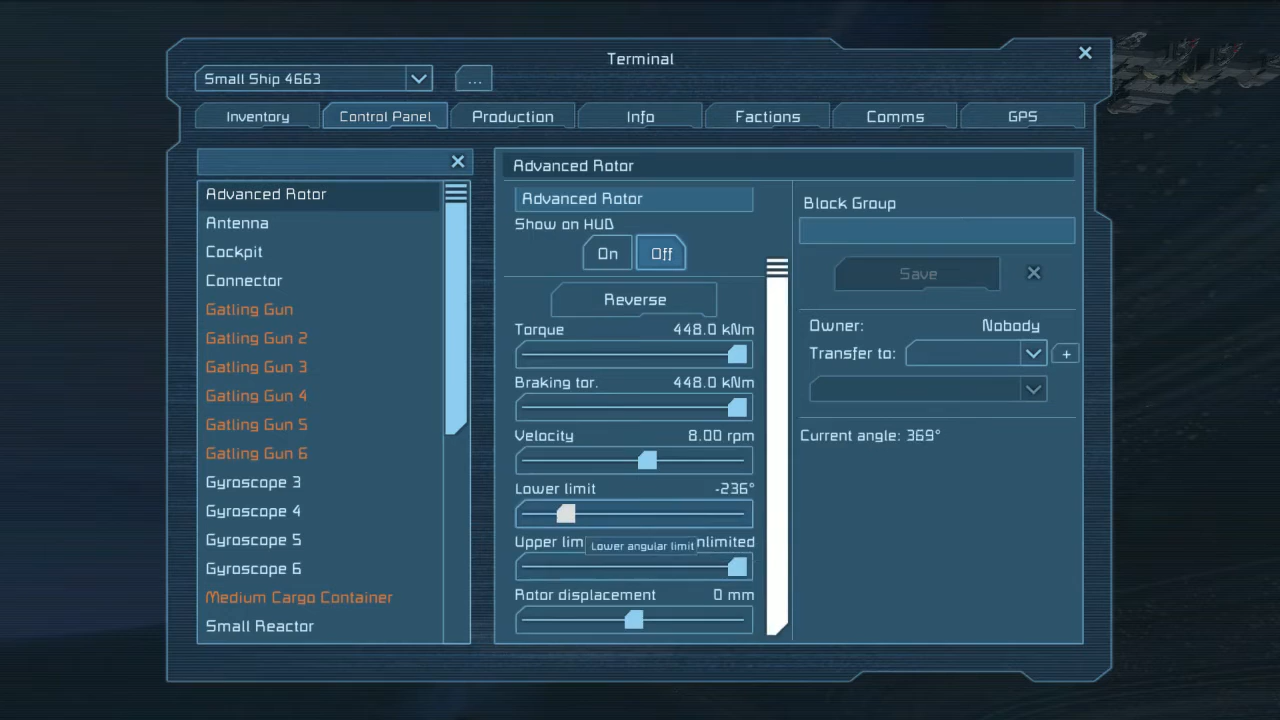 Terminal
Small Ship 4663
...
Inventory
Control Panel
Production
Info
Factions
Comms
GPS
Advanced Rotor
Antenna
Cockpit
Connector
Gatling Gun
Gatling Gun 2
Gatling Gun 3
Gatling Gun 4
Gatling Gun 5
Gatling Gun 6
Gyroscope 3
Gyroscope 4
Gyroscope 5
Gyroscope 6
Medium Cargo Container
Small Reactor
Advanced Rotor
Advanced Rotor
Show on HUD
On Off
Reverse
Torque 448.0 kNm
Braking tor. 448.0 kNm
Velocity 8.00 rpm
Lower limit -236°
Upper lim nlimited
Lower angular limit
Rotor displacement 0 mm
Block Group
Save
Owner: Nobody
Transfer to:
+
Current angle: 369°